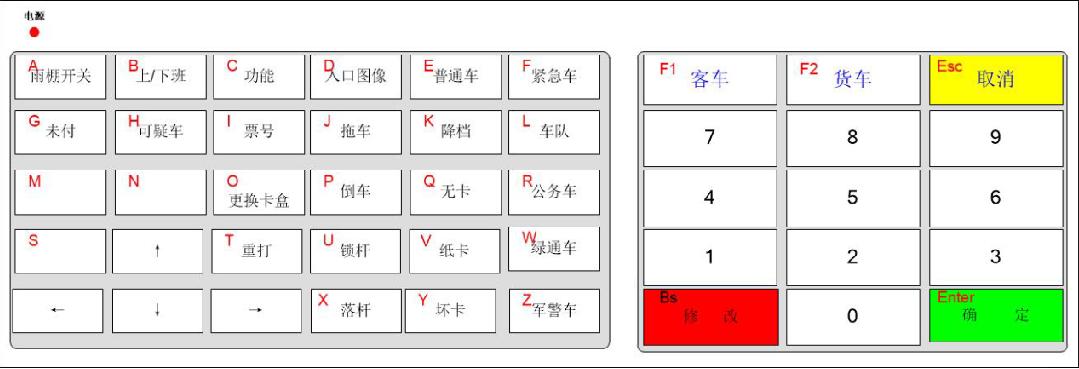 电源
A 雨棚开关 B 上/下班 C 功能 D 入口图像 E 普通车 F 紧急车 F1 客车 F2 货车 Esc 取消
G 未付 H 可疑车 I 票号 J 拖车 K 降档 L 车队 7 8 9
M N O 更换卡盒 P 倒车 Q 无卡 R 公务车 4 5 6
S ↑ T 重打 U 锁杆 V 纸卡 W 绿通车 1 2 3
← ↓ → X 落杆 Y 坏卡 Z 军警车 Bs 修 改 0 Enter 确 定